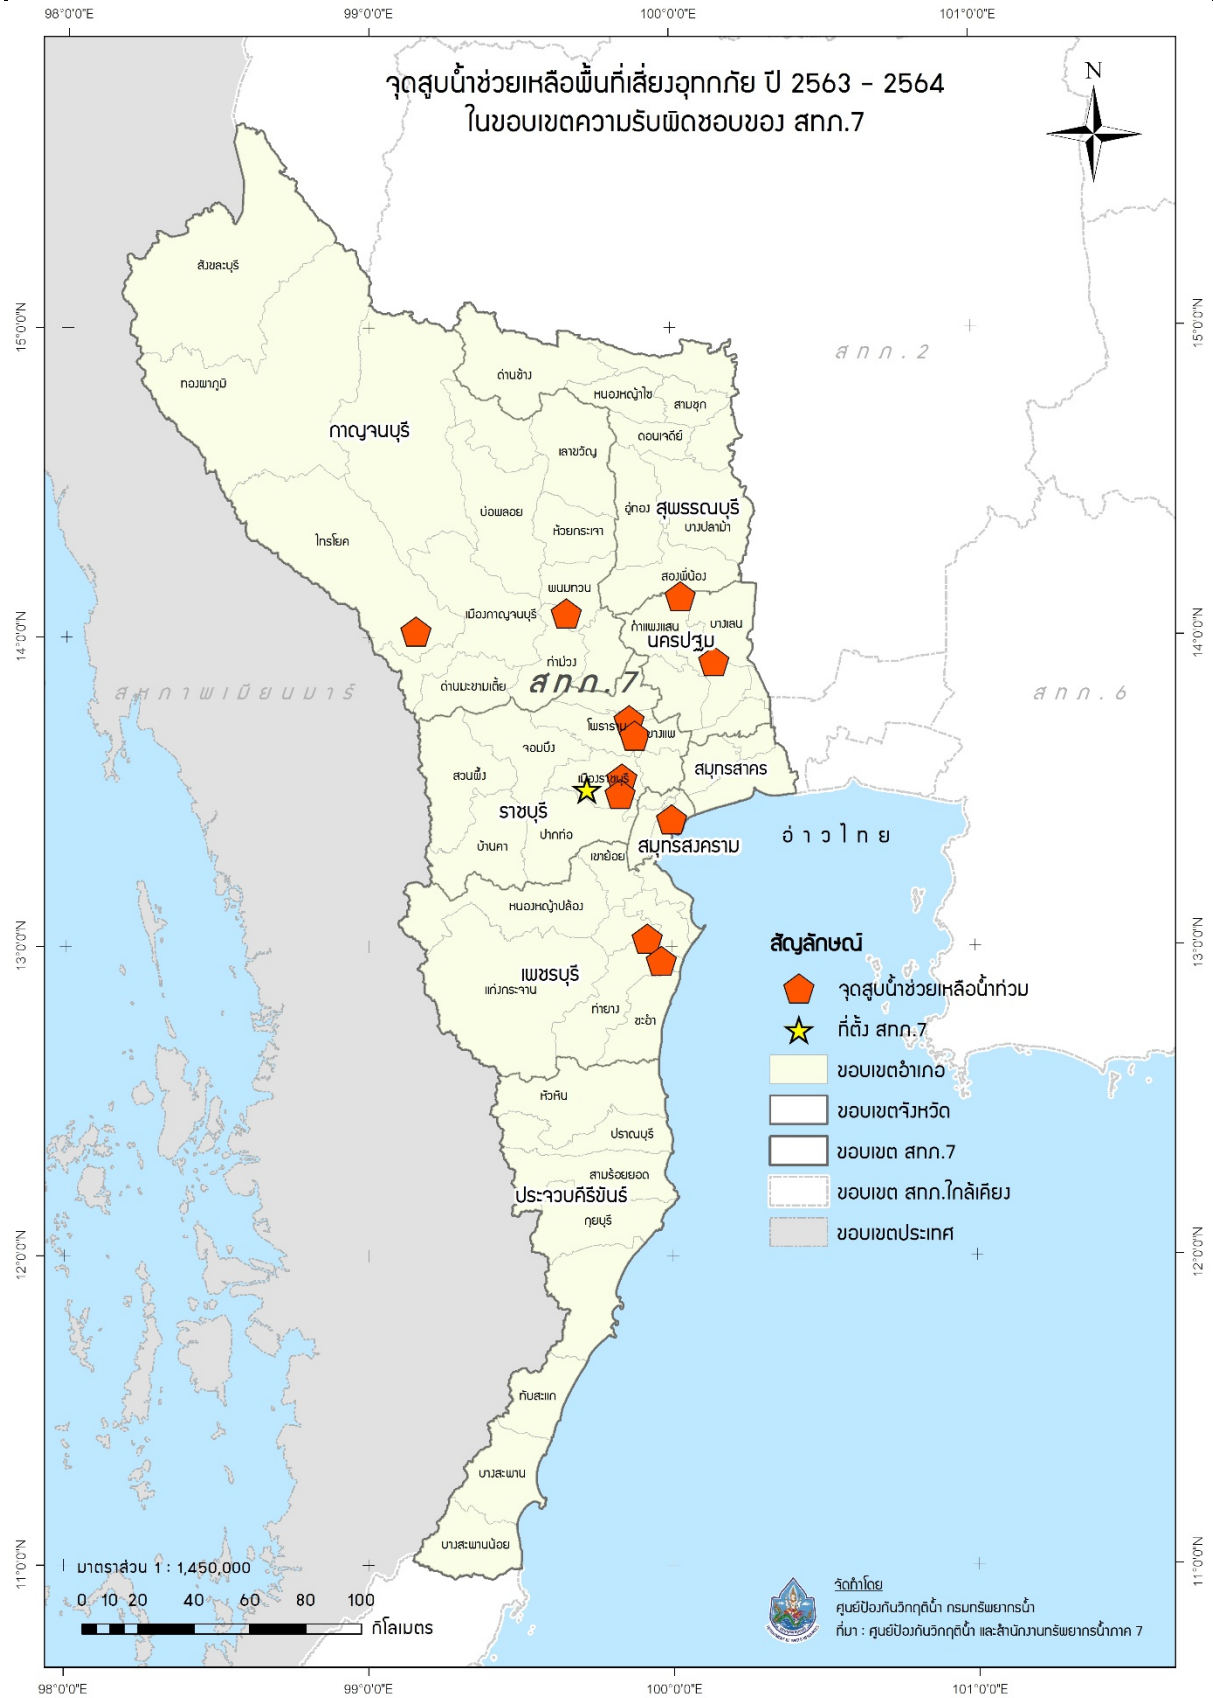 98°0'0"E 99°0'0"E 100°0'0"E 101°0'0"E
จุดสูบน้ำช่วยเหลือพื้นที่เสี่ยงอุทกภัย ปี 2563 - 2564
ในขอบเขตความรับผิดชอบของ สทภ.7
N
สังขละบุรี
15°0'0"N 15°0'0"N
สทภ.2
ด่านช้าง
ทองผาภูมิ
หนองหญ้าไซ
สามชุก
กาญจนบุรี
ดอนเจดีย์
เลาขวัญ
บ่อพลอย
อู่ทอง
สุพรรณบุรี
บางปลาม้า
ห้วยกระเจา
ไทรโยค
สองพี่น้อง
พนมทวน
เมืองกาญจนบุรี
กำแพงแสน
บางเลน
14°0'0"N 14°0'0"N
นครปฐม
ท่าม่วง
ด่านมะขามเตี้ย
สทภ.7
สหภาพเมียนมาร์
สทภ.6
โพธาราม
บางแพ
จอมบึง
สวนผึ้ง
เมืองราชบุรี
สมุทรสาคร
ราชบุรี
ปากท่อ
บ้านคา
สมุทรสงคราม
อ่าวไทย
เขาย้อย
หนองหญ้าปล้อง
13°0'0"N 13°0'0"N
เพชรบุรี
แก่งกระจาน
ท่ายาง
ชะอำ
สัญลักษณ์
จุดสูบน้ำช่วยเหลือน้ำท่วม
ที่ตั้ง สทภ.7
ขอบเขตอำเภอ
ขอบเขตจังหวัด
ขอบเขต สทภ.7
ขอบเขต สทภ.ใกล้เคียง
ขอบเขตประเทศ
หัวหิน
ปราณบุรี
สามร้อยยอด
ประจวบคีรีขันธ์
กุยบุรี
12°0'0"N 12°0'0"N
ทับสะแก
บางสะพาน
บางสะพานน้อย
11°0'0"N 11°0'0"N
มาตราส่วน 1 : 1,450,000
0 10 20 40 60 80 100
กิโลเมตร
จัดทำโดย
ศูนย์ป้องกันวิกฤติน้ำ กรมทรัพยากรน้ำ
ที่มา : ศูนย์ป้องกันวิกฤติน้ำ และสำนักงานทรัพยากรน้ำภาค 7
98°0'0"E 99°0'0"E 100°0'0"E 101°0'0"E